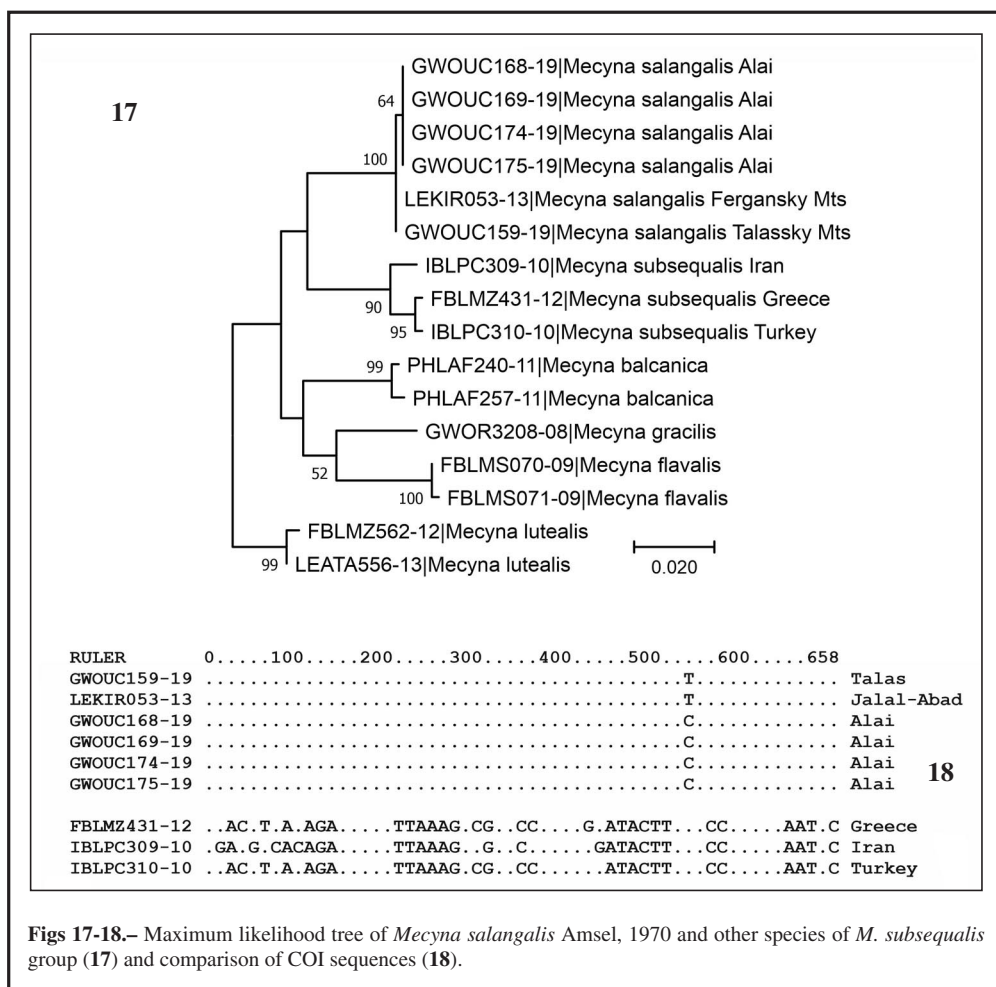 17
GWOUC168-19|Mecyna salangalis Alai
64
GWOUC169-19|Mecyna salangalis Alai
GWOUC174-19|Mecyna salangalis Alai
100
GWOUC175-19|Mecyna salangalis Alai
LEKIR053-13|Mecyna salangalis Fergansky Mts
GWOUC159-19|Mecyna salangalis Talassky Mts
IBLPC309-10|Mecyna subsequalis Iran
90
FBLMZ431-12|Mecyna subsequalis Greece
95
IBLPC310-10|Mecyna subsequalis Turkey
99
PHLAF240-11|Mecyna balcanica
PHLAF257-11|Mecyna balcanica
GWOR3208-08|Mecyna gracilis
52
FBLMS070-09|Mecyna flavalis
100
FBLMS071-09|Mecyna flavalis
FBLMZ562-12|Mecyna lutealis
99
LEATA556-13|Mecyna lutealis
0.020
RULER 0.....100.....200.....300.....400.....500.....600.....658
GWOUC159-19 ............................................T............. Talas
LEKIR053-13 ............................................T............. Jalal-Abad
GWOUC168-19 ............................................C............. Alai
GWOUC169-19 ............................................C............. Alai
GWOUC174-19 ............................................C............. Alai
GWOUC175-19 ............................................C............. Alai
18
FBLMZ431-12 ..AC.T.A.AGA.....TTAAAG.CG..CC....G.ATACTT...CC.....AAT.C Greece
IBLPC309-10 .GA.G.CACAGA.....TTAAAG..G..C......GATACTT...CC.....AAT.C Iran
IBLPC310-10 ..AC.T.A.AGA.....TTAAAG.CG..CC......ATACTT...CC.....AAT.C Turkey
Figs 17-18.– Maximum likelihood tree of Mecyna salangalis Amsel, 1970 and other species of M. subsequalis
group (17) and comparison of COI sequences (18).